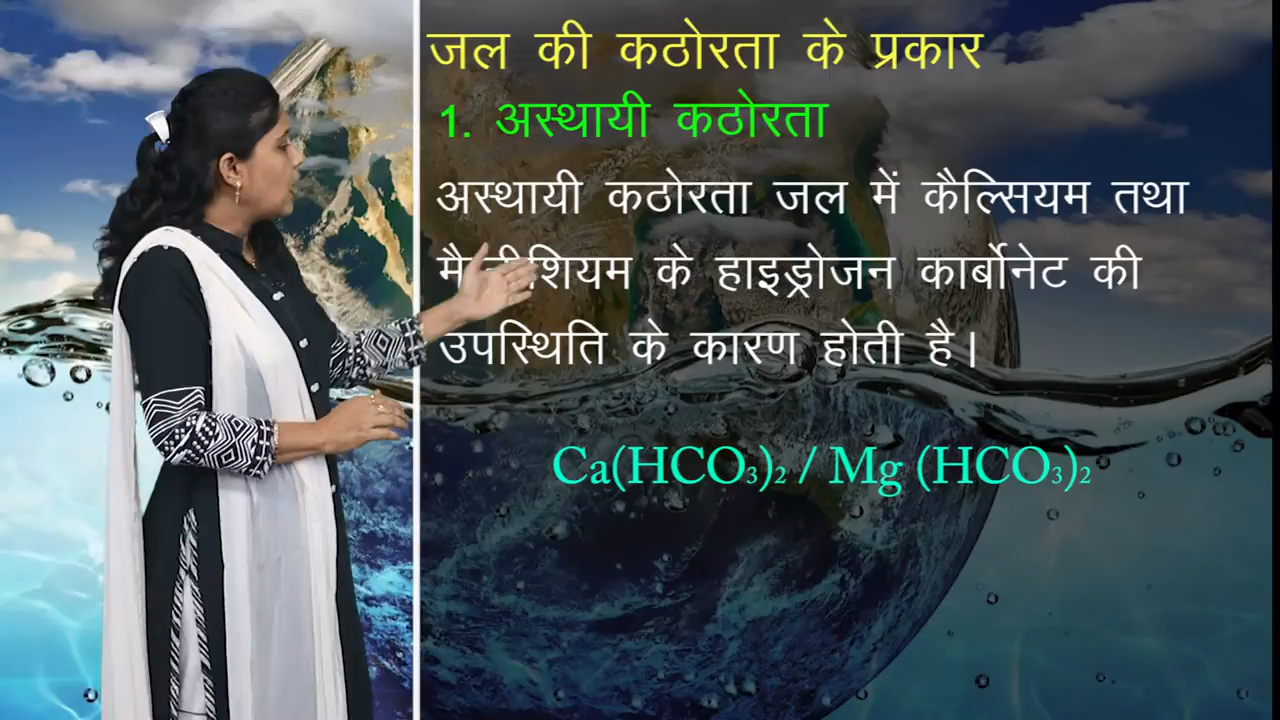 जल की कठोरता के प्रकार
1. अस्थायी कठोरता
अस्थायी कठोरता जल में कैल्सियम तथा
के हाइड्रोजन कार्बोनेट की
उपस्थिति के कारण होती है।
Ca(HCO₃)₂ / Mg (HCO₃)₂